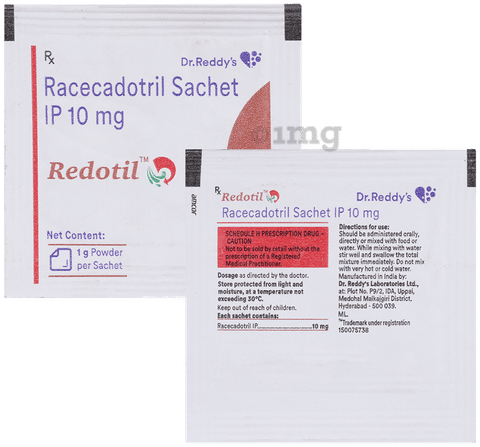 Rx
Dr.Reddy's
Racecadotril Sachet
IP 10 mg
Redotil™
Net Content:
1 g Powder
per Sachet
amcor
1mg
Rx
Redotil™
Dr.Reddy's
Racecadotril Sachet IP 10 mg
SCHEDULE H PRESCRIPTION DRUG -
CAUTION
Not to be sold by retail without the
prescription of a Registered
Medical Practitioner.
Dosage as directed by the doctor.
Store protected from light and
moisture, at a temperature not
exceeding 30°C.
Keep out of reach of children.
Each sachet contains:
Racecadotril IP..................10 mg
Directions for use:
Should be administered orally,
directly or mixed with food or
water. While mixing with water
stir well and swallow the total
mixture immediately. Do not mix
with very hot or cold water.
Manufactured in India by:
Dr. Reddy's Laboratories Ltd.,
at: Plot No. P9/2, IDA, Uppal,
Medchal Malkajgiri District,
Hyderabad - 500 039.
ML.
™Trademark under registration
150075738